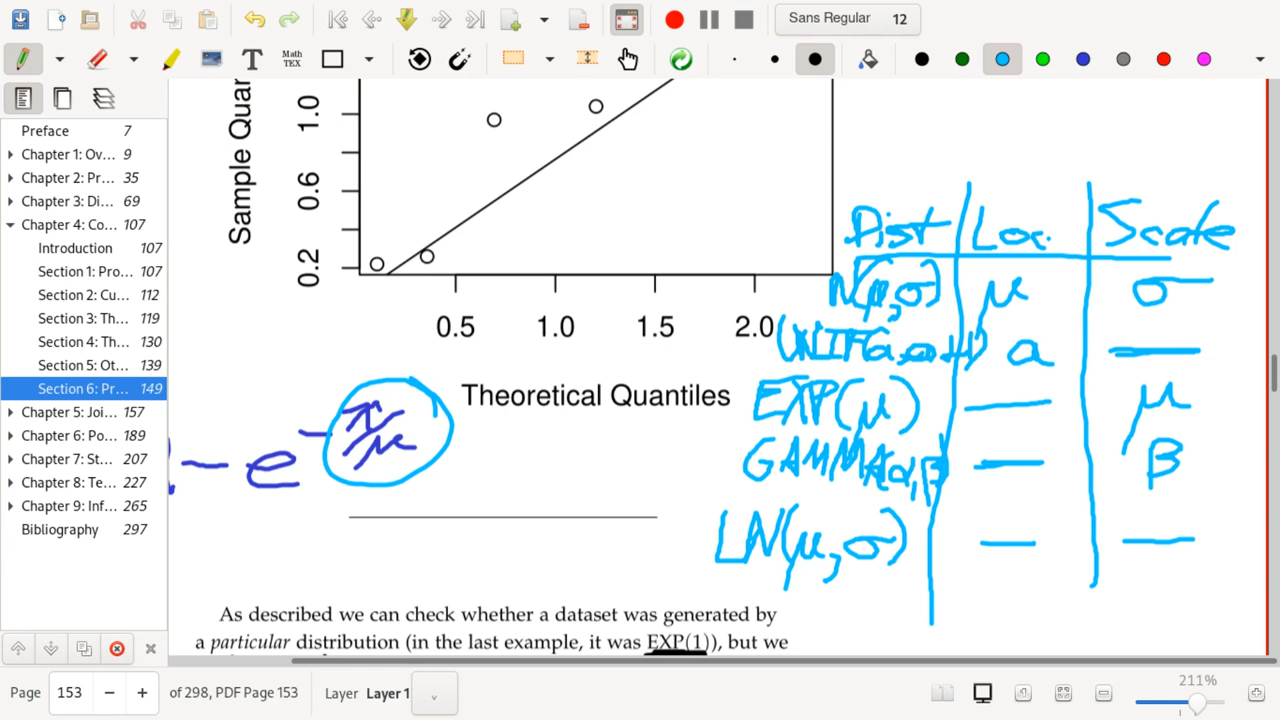 Sans Regular 12
T Math TEX
Preface 7
Chapter 1: Ov... 9
Chapter 2: Pr... 35
Chapter 3: Di... 69
Chapter 4: Co... 107
Introduction 107
Section 1: Pro... 107
Section 2: Cu... 112
Section 3: Th... 119
Section 4: Th... 130
Section 5: Ot... 139
Section 6: Pr... 149
Chapter 5: Joi... 157
Chapter 6: Po... 189
Chapter 7: St... 207
Chapter 8: Te... 227
Chapter 9: Inf... 265
Bibliography 297
Sample Quar
1.0
0.6
0.2
0.5 1.0 1.5 2.0
Theoretical Quantiles
- e^-x/μ
Dist Loc. Scale
N(μ,σ) μ σ
UNIF(a,a+1) a —
EXP(μ) — μ
GAMMA(α,β) — β
LN(μ,σ) — —
As described we can check whether a dataset was generated by
a particular distribution (in the last example, it was EXP(1)), but we
Page 153 − + of 298, PDF Page 153 Layer Layer 1 211%